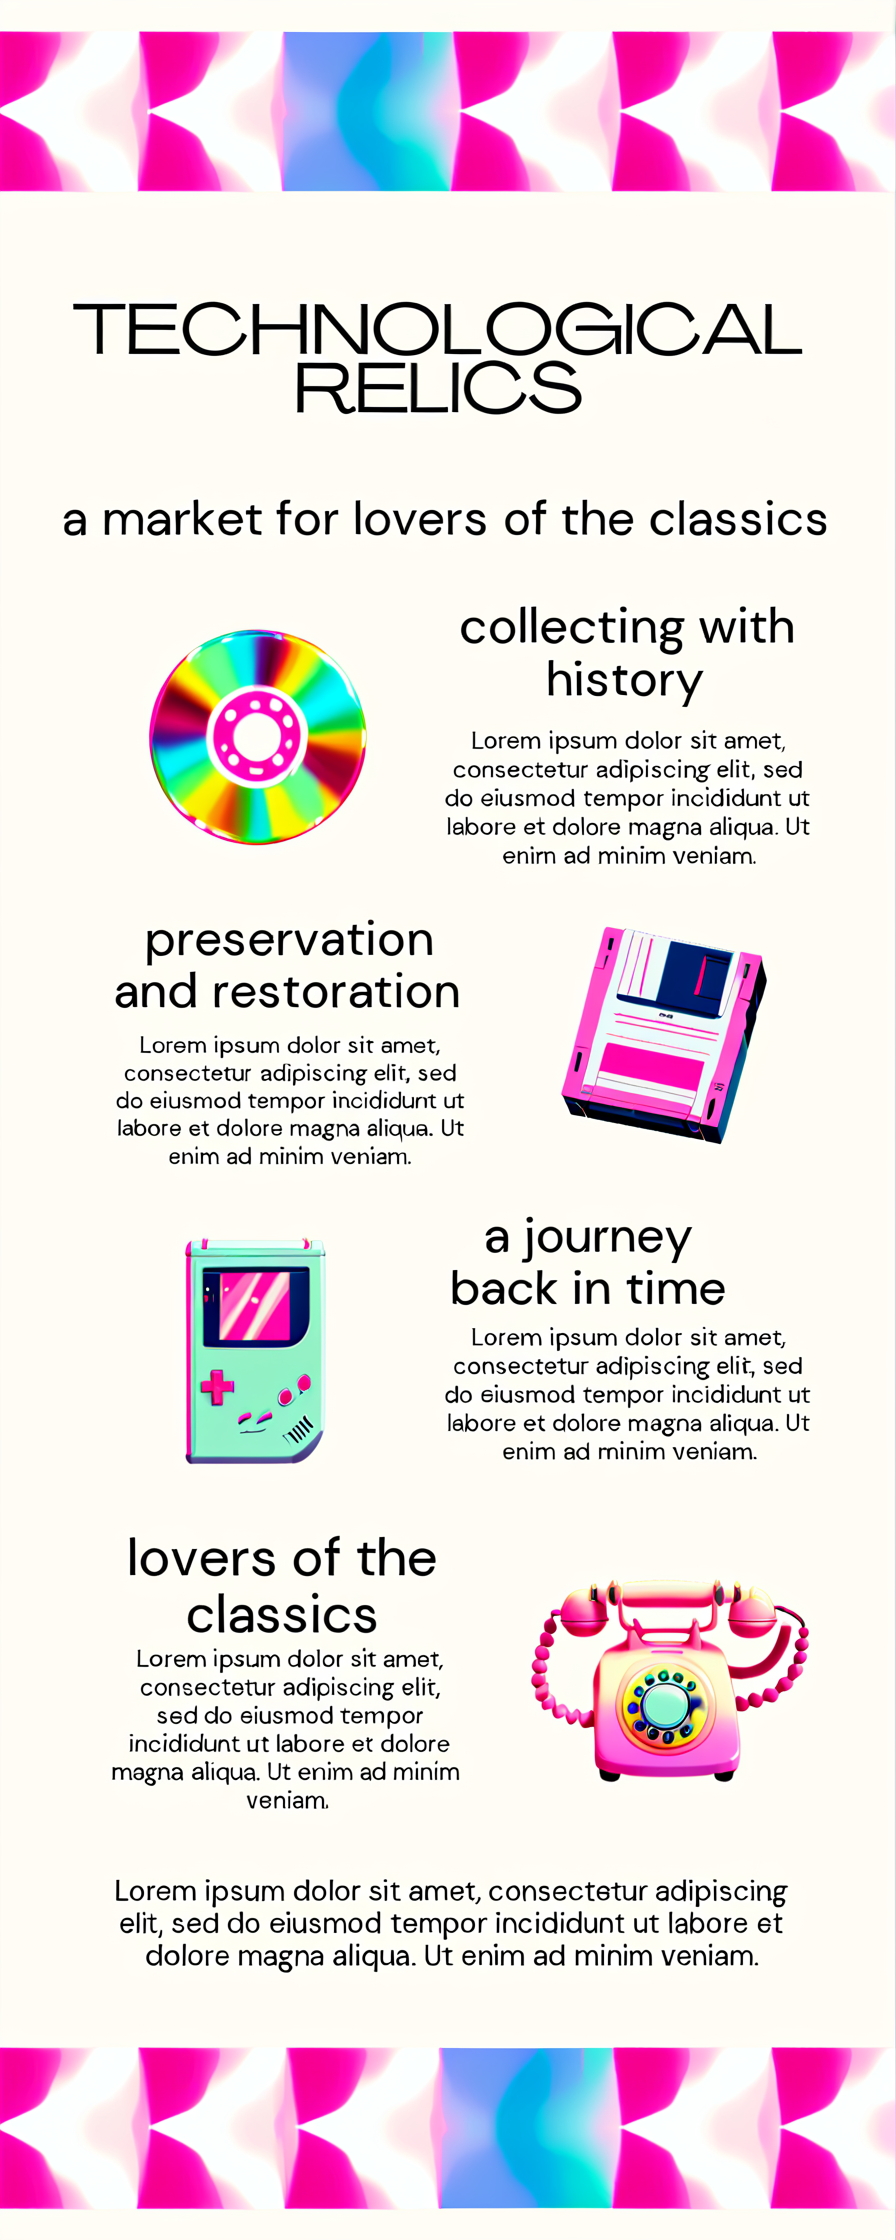 TECHNOLOGICAL
RELICS
a market for lovers of the classics
collecting with
history
Lorem ipsum dolor sit amet,
consectetur adipiscing elit, sed
do eiusmod tempor incididunt ut
labore et dolore magna aliqua. Ut
enim ad minim veniam.
preservation
and restoration
Lorem ipsum dolor sit amet,
consectetur adipiscing elit, sed
do eiusmod tempor incididunt ut
labore et dolore magna aliqua. Ut
enim ad minim veniam.
a journey
back in time
Lorem ipsum dolor sit amet,
consectetur adipiscing elit, sed
do eiusmod tempor incididunt ut
labore et dolore magna aliqua. Ut
enim ad minim veniam.
lovers of the
classics
Lorem ipsum dolor sit amet,
consectetur adipiscing elit,
sed do eiusmod tempor
incididunt ut labore et dolore
magna aliqua. Ut enim ad minim
veniam.
Lorem ipsum dolor sit amet, consectetur adipiscing
elit, sed do eiusmod tempor incididunt ut labore et
dolore magna aliqua. Ut enim ad minim veniam.